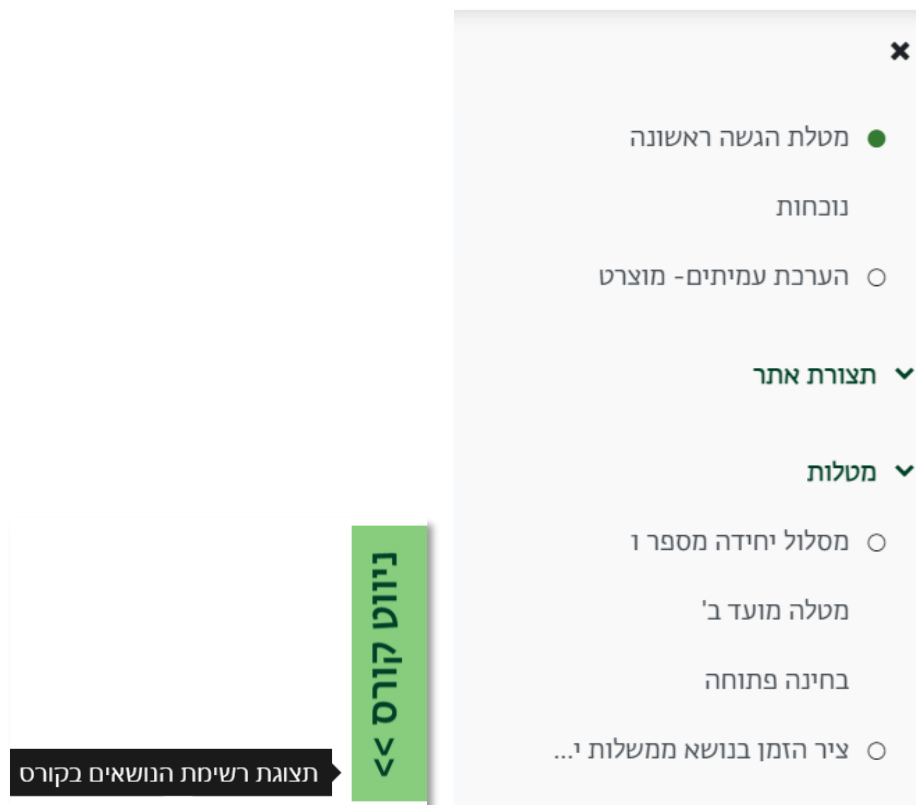 מטלת הגשה ראשונה
נוכחות
הערכת עמיתים- מוצרט
תצורת אתר
מטלות
מסלול יחידה מספר ו
מטלה מועד ב'
בחינה פתוחה
ציר הזמן בנושא ממשלות י...
ניווט קורס >>
תצוגת רשימת הנושאים בקורס